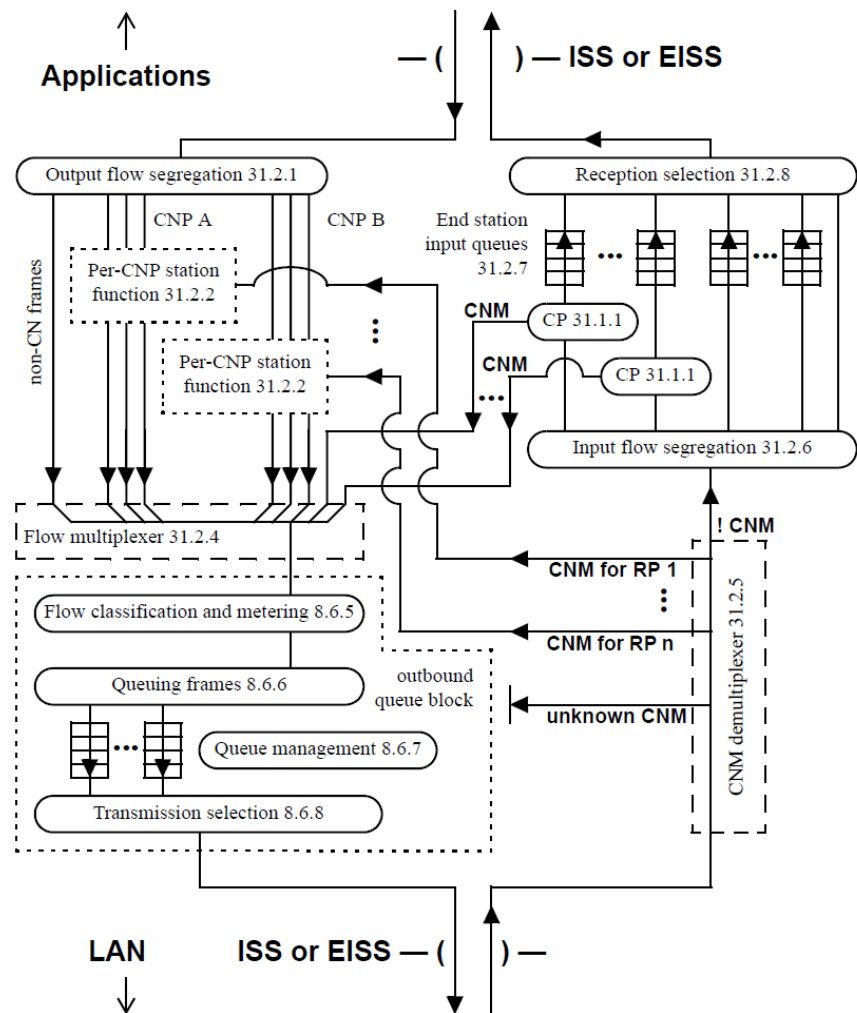 — ( ) — ISS or EISS
Applications
Output flow segregation 31.2.1
Reception selection 31.2.8
CNP A
CNP B
End station
input queues
31.2.7
Per-CNP station
function 31.2.2
non-CN frames
CNM
CP 31.1.1
Per-CNP station
function 31.2.2
CNM
CP 31.1.1
Input flow segregation 31.2.6
! CNM
Flow multiplexer 31.2.4
CNM for RP 1
Flow classification and metering 8.6.5
CNM for RP n
CNM demultiplexer 31.2.5
outbound
queue block
Queuing frames 8.6.6
unknown CNM
Queue management 8.6.7
Transmission selection 8.6.8
LAN
ISS or EISS — ( ) —